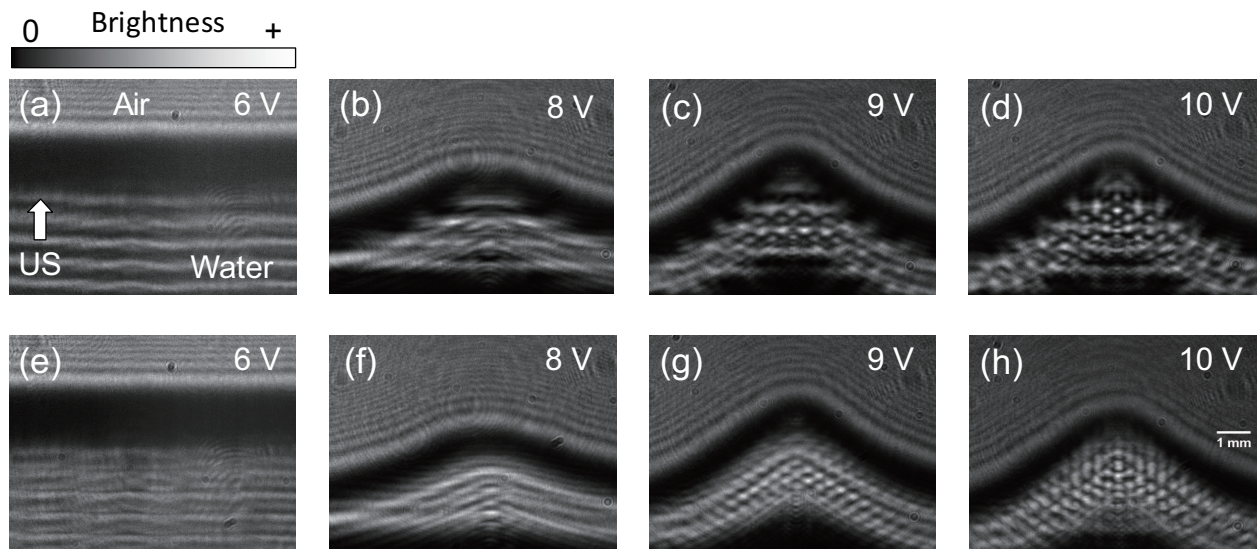 Brightness
0 +
(a) Air 6 V
US Water
(b) 8 V
(c) 9 V
(d) 10 V
(e) 6 V
(f) 8 V
(g) 9 V
(h) 10 V
1 mm